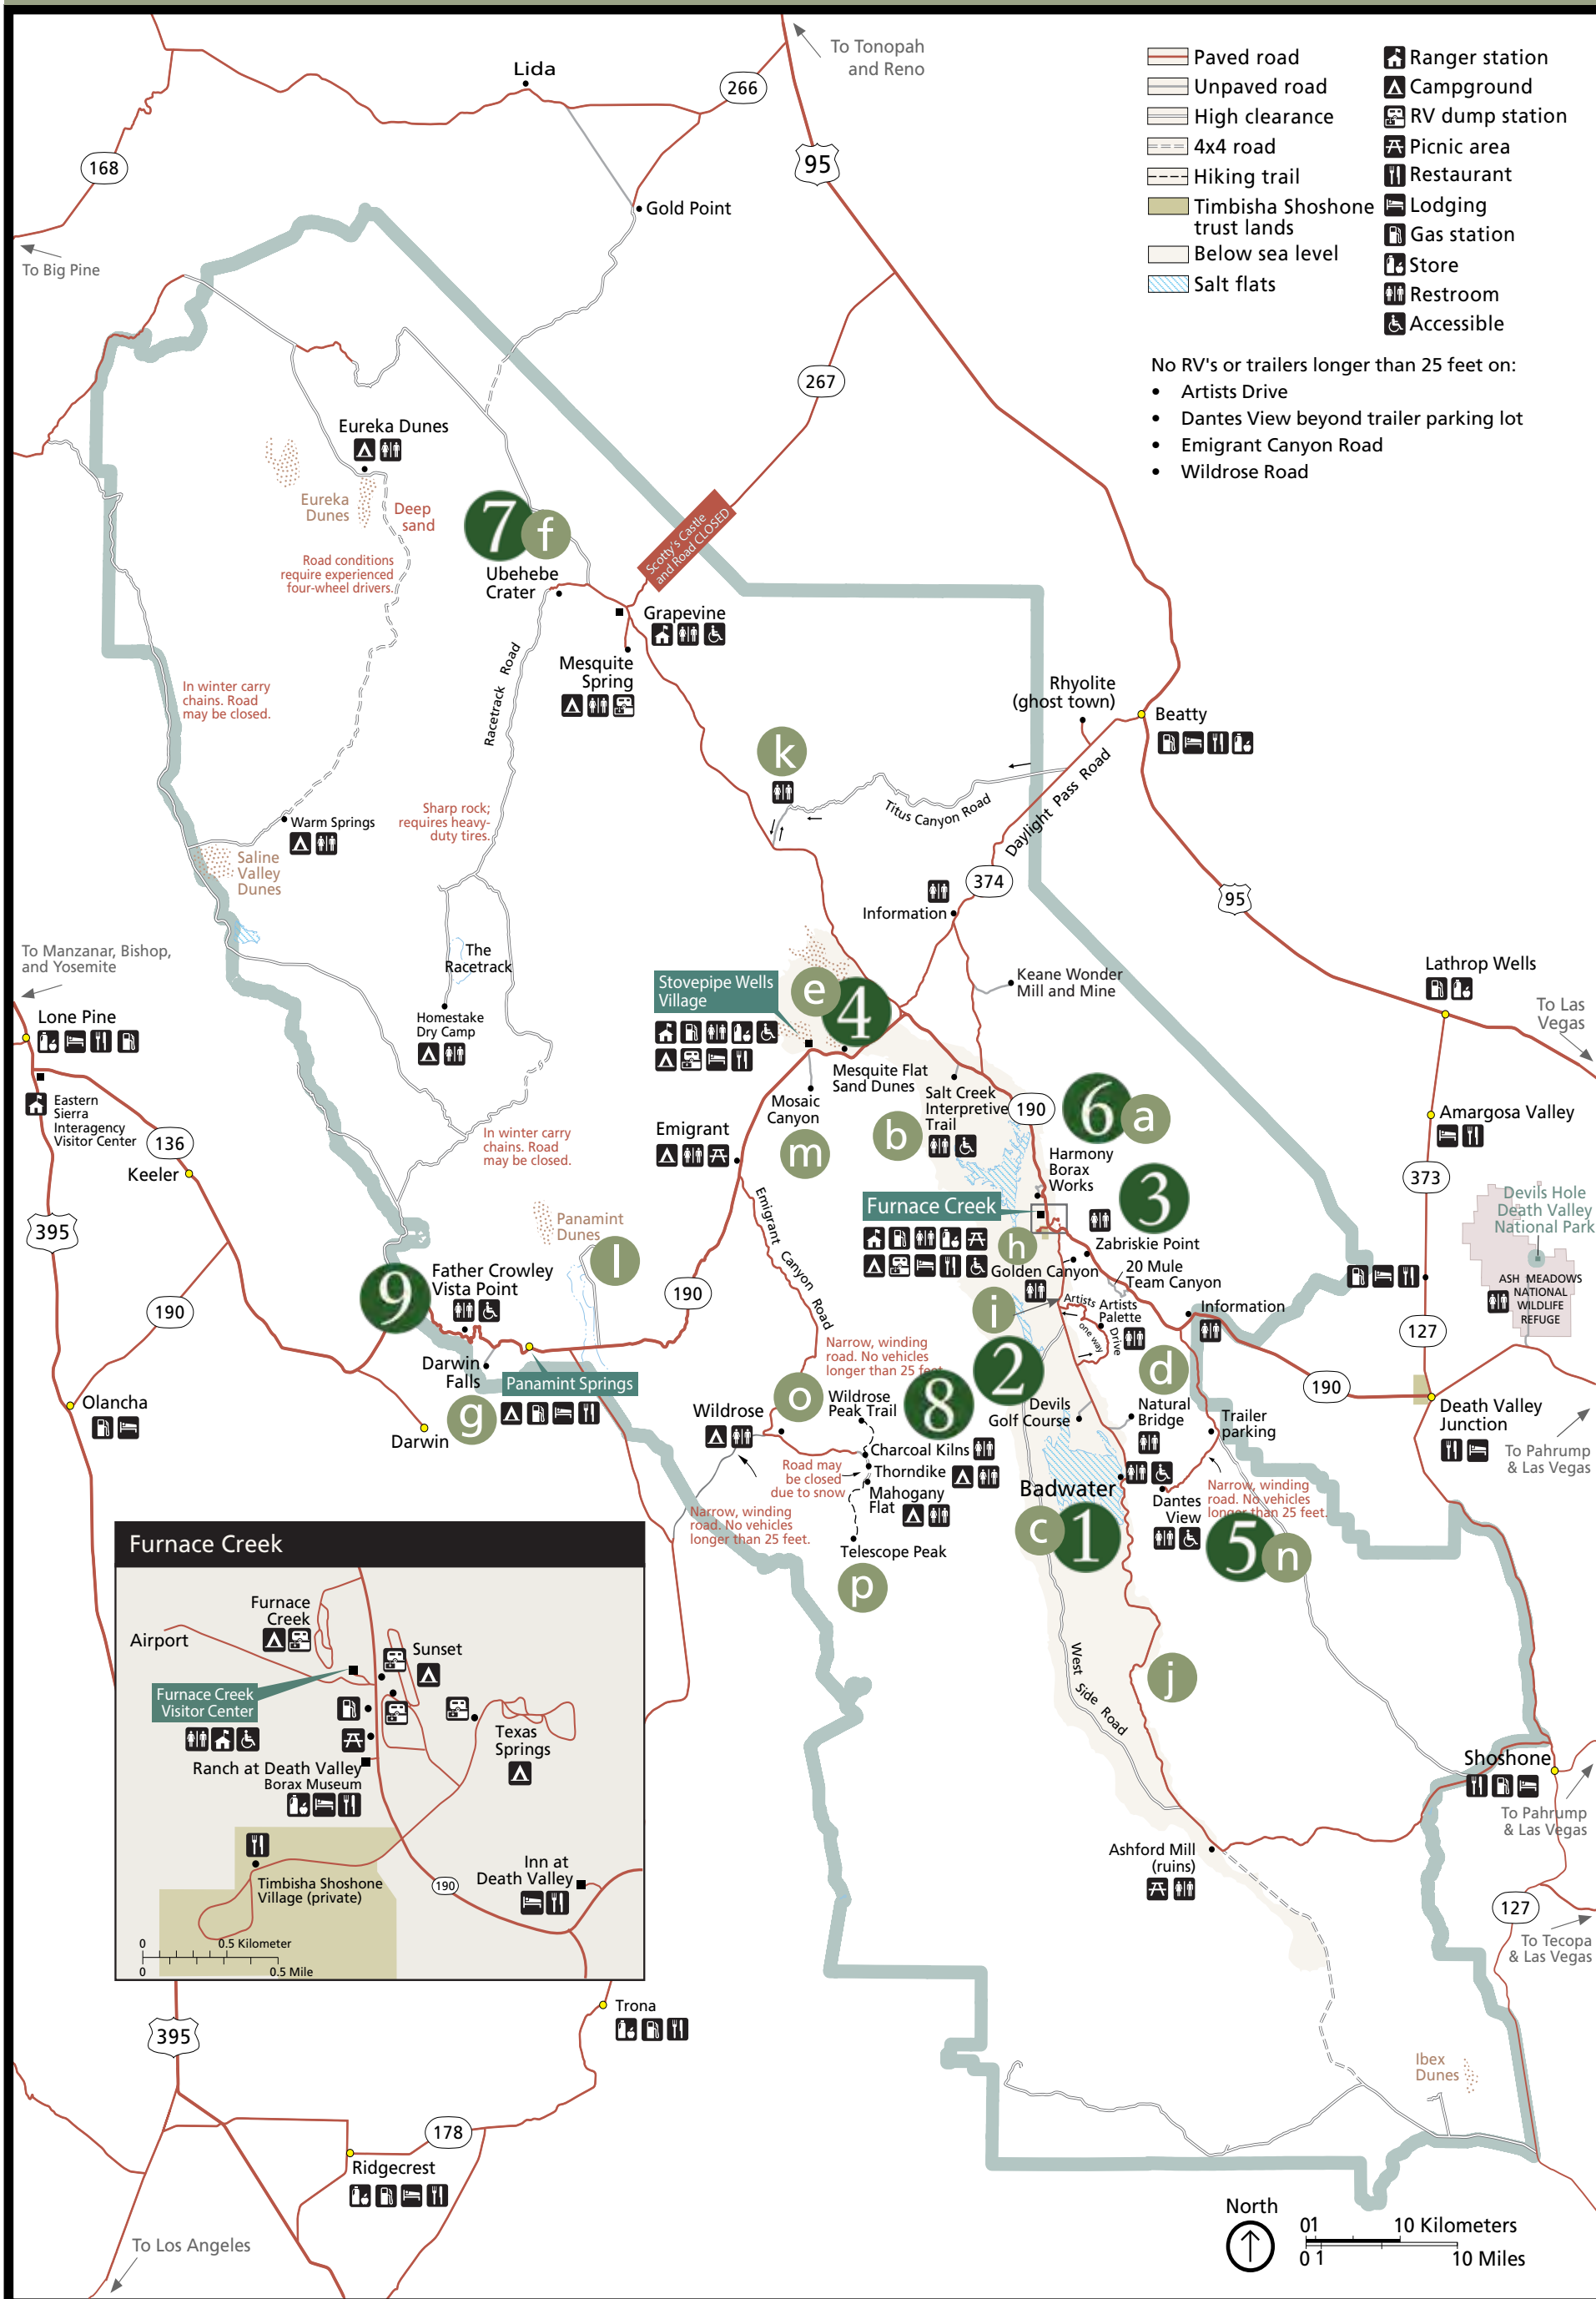 To Tonopah
and Reno
Lida
266
168
95
Gold Point
To Big Pine
267
Paved road
Unpaved road
High clearance
4x4 road
Hiking trail
Timbisha Shoshone
trust lands
Below sea level
Salt flats
Ranger station
Campground
RV dump station
Picnic area
Restaurant
Lodging
Gas station
Store
Restroom
Accessible
No RV's or trailers longer than 25 feet on:
• Artists Drive
• Dantes View beyond trailer parking lot
• Emigrant Canyon Road
• Wildrose Road
Eureka Dunes
Eureka
Dunes
Deep
sand
Road conditions
require experienced
four-wheel drivers.
7
f
Ubehebe
Crater
Scotty's Castle
and Road CLOSED
Grapevine
Mesquite
Spring
Racetrack Road
In winter carry
chains. Road
may be closed.
Rhyolite
(ghost town)
Beatty
k
Titus Canyon Road
Daylight Pass Road
Sharp rock;
requires heavy-
duty tires.
Warm Springs
Saline
Valley
Dunes
374
Information
95
To Manzanar, Bishop,
and Yosemite
The
Racetrack
Stovepipe Wells
Village
e
4
Keane Wonder
Mill and Mine
Lathrop Wells
To Las
Vegas
Lone Pine
Homestake
Dry Camp
Mesquite Flat
Sand Dunes
Mosaic
Canyon
m
Salt Creek
Interpretive
Trail
b
190
6
a
Eastern
Sierra
Interagency
Visitor Center
136
Keeler
In winter carry
chains. Road
may be closed.
Emigrant
Emigrant Canyon Road
Harmony
Borax
Works
3
Amargosa Valley
373
Devils Hole
Death Valley
National Park
395
Furnace Creek
h
Zabriskie Point
Golden Canyon
20 Mule
Team Canyon
Panamint
Dunes
l
190
9
Father Crowley
Vista Point
190
i
Artists Drive
one way
Artists
Palette
Information
ASH MEADOWS
NATIONAL
WILDLIFE
REFUGE
127
Darwin
Falls
Panamint Springs
g
Darwin
Narrow, winding
road. No vehicles
longer than 25 feet.
2
d
190
Olancha
o
Wildrose
Wildrose
Peak Trail
8
Devils
Golf Course
Natural
Bridge
Trailer
parking
Death Valley
Junction
To Pahrump
& Las Vegas
Charcoal Kilns
Road may
be closed
due to snow
Thorndike
Mahogany
Flat
Badwater
Dantes
View
Narrow, winding
road. No vehicles
longer than 25 feet.
Narrow, winding
road. No vehicles
longer than 25 feet.
Telescope Peak
p
c
1
5
n
Furnace Creek
Furnace
Creek
Airport
Sunset
Furnace Creek
Visitor Center
Texas
Springs
Ranch at Death Valley
Borax Museum
Timbisha Shoshone
Village (private)
190
Inn at
Death Valley
0 0.5 Kilometer
0 0.5 Mile
West Side Road
j
Shoshone
To Pahrump
& Las Vegas
Ashford Mill
(ruins)
127
To Tecopa
& Las Vegas
Trona
395
Ibex
Dunes
178
Ridgecrest
To Los Angeles
North
01 10 Kilometers
0 1 10 Miles